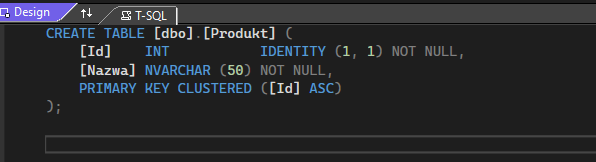 Design T-SQL
CREATE TABLE [dbo].[Produkt] (
[Id] INT IDENTITY (1, 1) NOT NULL,
[Nazwa] NVARCHAR (50) NOT NULL,
PRIMARY KEY CLUSTERED ([Id] ASC)
);